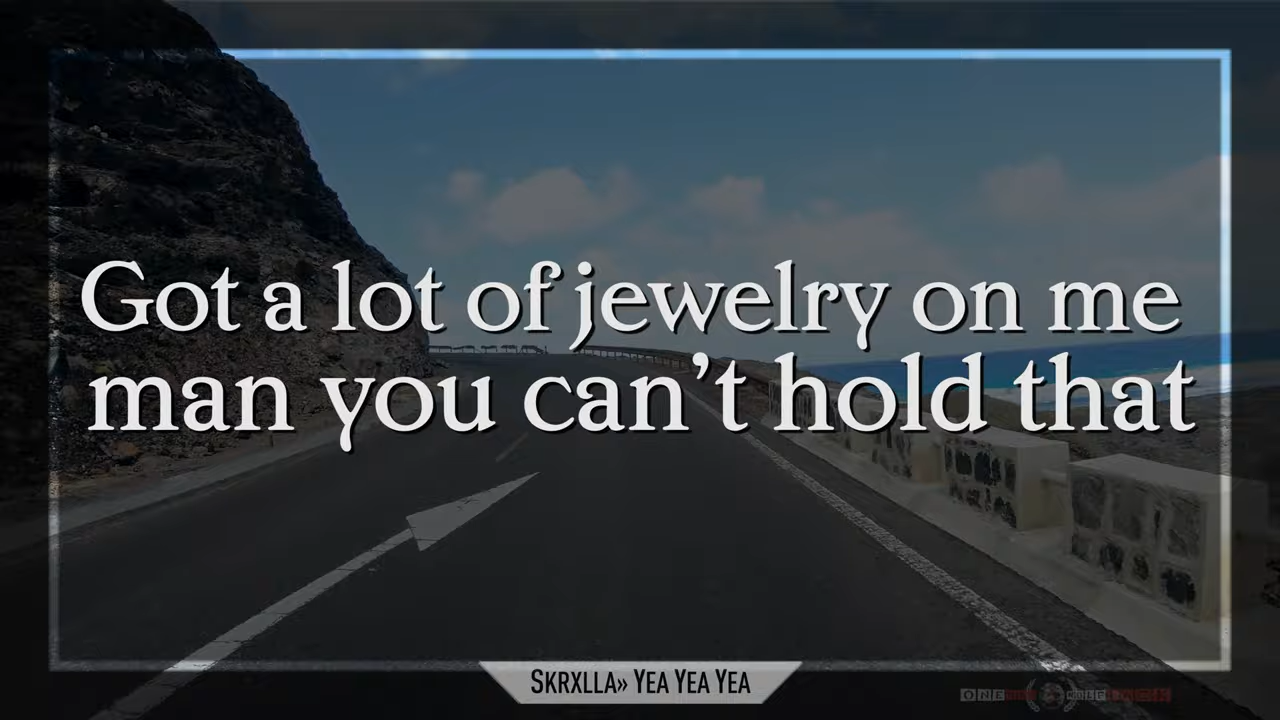 Got a lot of jewelry on me
man you can't hold that
SKRXLLA» YEA YEA YEA